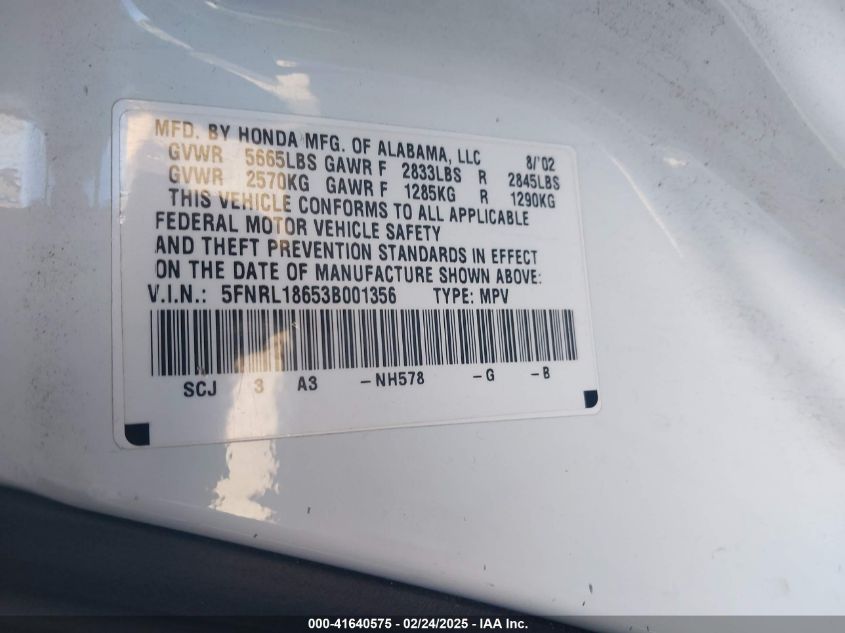 MFD. BY HONDA MFG. OF ALABAMA, LLC 8/'02
GVWR 5665LBS GAWR F 2833LBS R 2845LBS
GVWR 2570KG GAWR F 1285KG R 1290KG
THIS VEHICLE CONFORMS TO ALL APPLICABLE
FEDERAL MOTOR VEHICLE SAFETY
AND THEFT PREVENTION STANDARDS IN EFFECT
ON THE DATE OF MANUFACTURE SHOWN ABOVE:
V.I.N.: 5FNRL18653B001356 TYPE: MPV
SCJ 3 A3 -NH578 -G -B
000-41640575 - 02/24/2025 - IAA Inc.